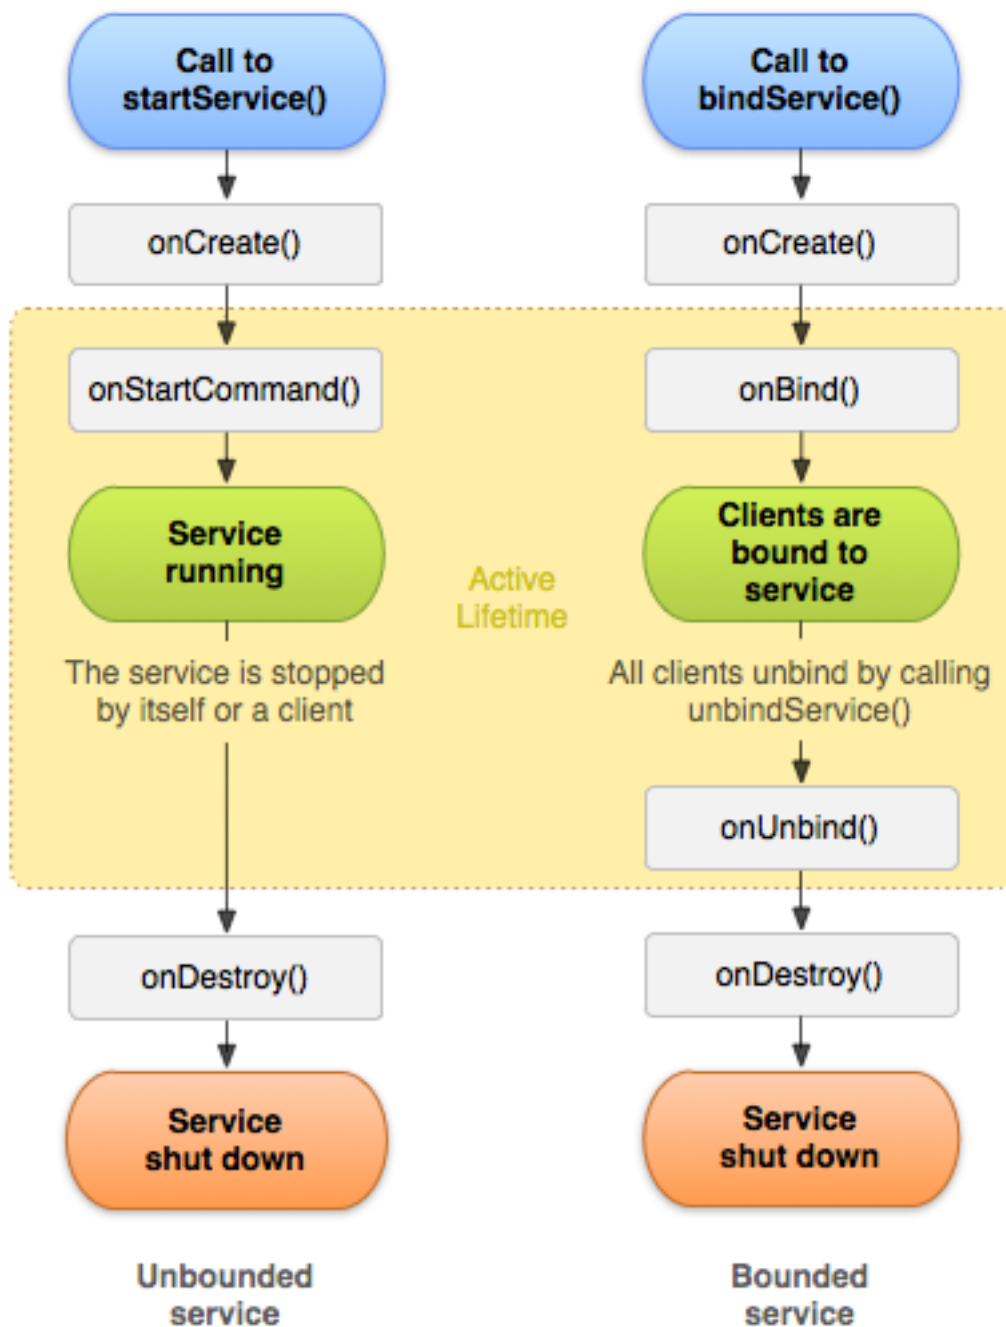 Call to
startService()
onCreate()
onStartCommand()
Service
running
The service is stopped
by itself or a client
onDestroy()
Service
shut down
Unbounded
service
Active
Lifetime
Call to
bindService()
onCreate()
onBind()
Clients are
bound to
service
All clients unbind by calling
unbindService()
onUnbind()
onDestroy()
Service
shut down
Bounded
service